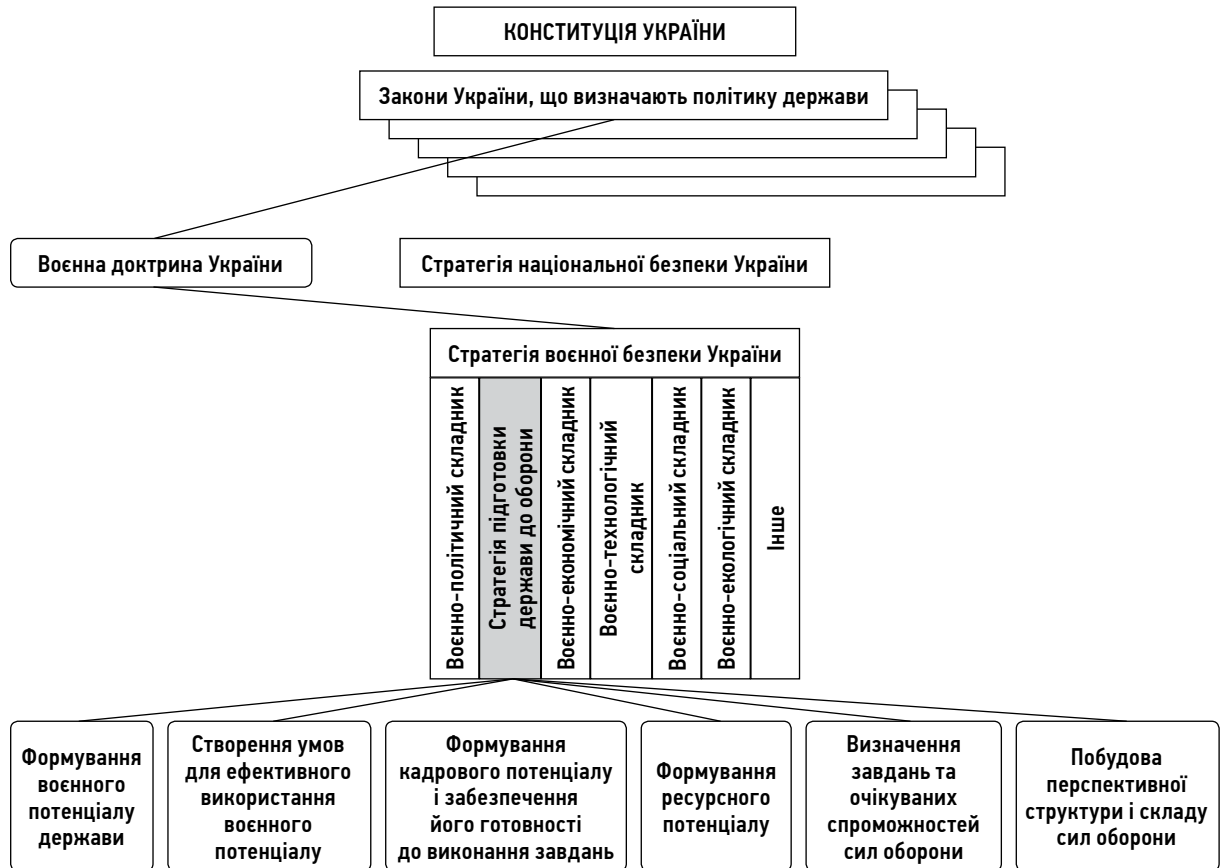 КОНСТИТУЦІЯ УКРАЇНИ
Закони України, що визначають політику держави
Воєнна доктрина України
Стратегія національної безпеки України
Стратегія воєнної безпеки України
Воєнно-політичний складник
Стратегія підготовки
держави до оборони
Воєнно-економічний складник
Воєнно-технологічний
складник
Воєнно-соціальний складник
Воєнно-екологічний складник
Інше
Формування
воєнного
потенціалу
держави
Створення умов
для ефективного
використання
воєнного
потенціалу
Формування
кадрового потенціалу
і забезпечення
його готовності
до виконання завдань
Формування
ресурсного
потенціалу
Визначення
завдань та
очікуваних
спроможностей
сил оборони
Побудова
перспективної
структури і складу
сил оборони